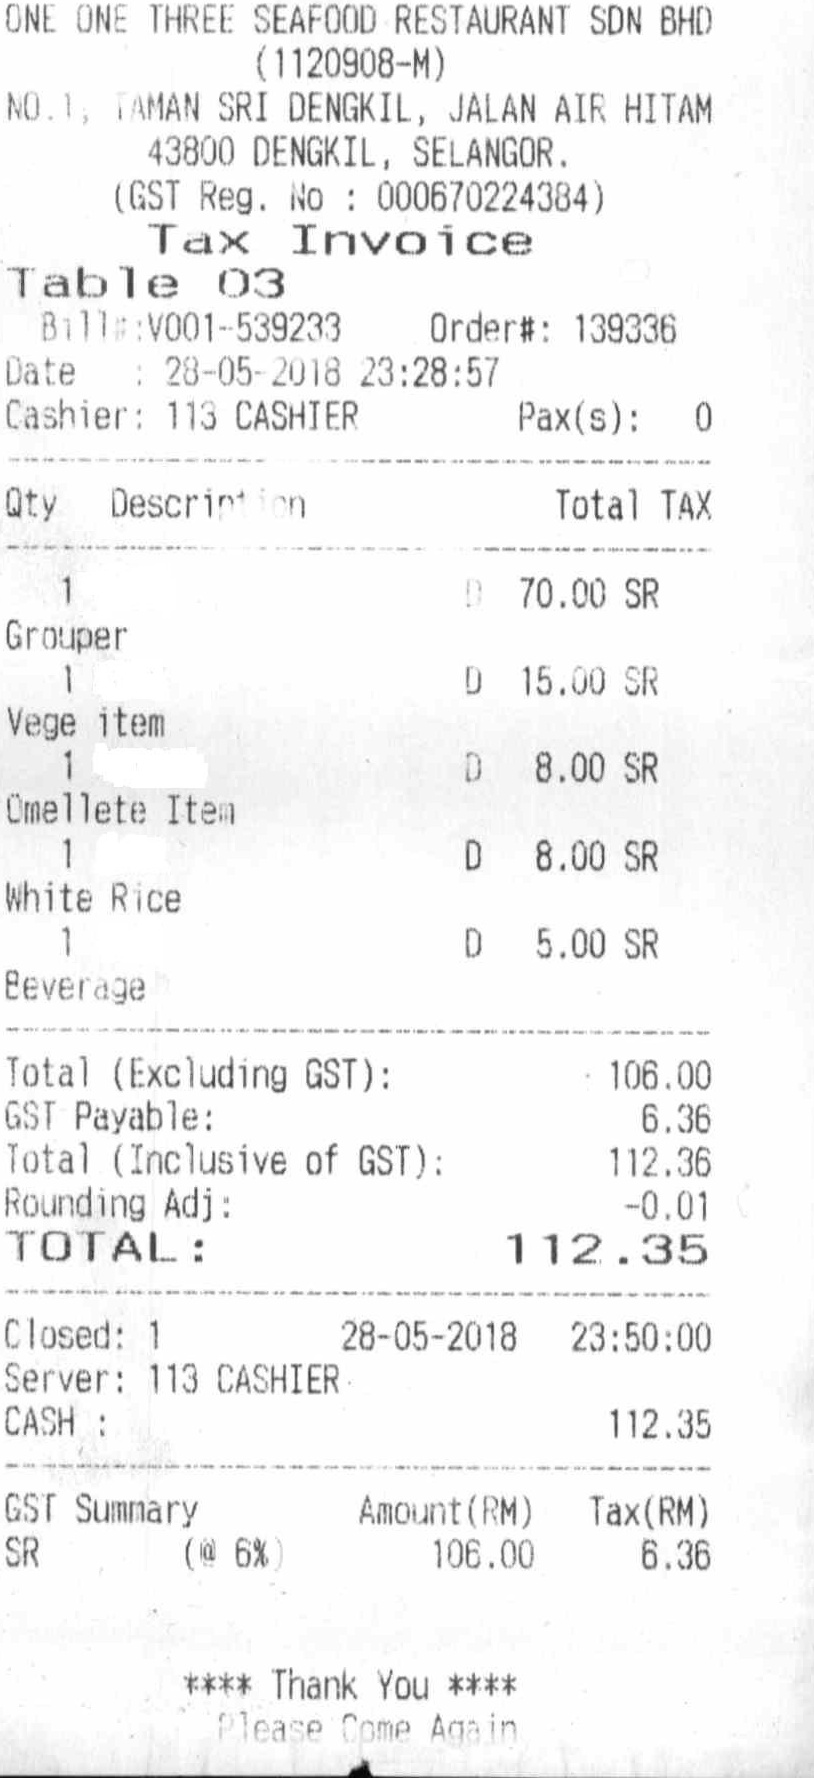 ONE ONE THREE SEAFOOD RESTAURANT SDN BHD
(1120908-M)
NO.1, TAMAN SRI DENGKIL, JALAN AIR HITAM
43800 DENGKIL, SELANGOR.
(GST Reg. No : 000670224384)
Tax Invoice
Table 03
Bill#:V001-539233 Order#: 139336
Date : 28-05-2018 23:28:57
Cashier: 113 CASHIER Pax(s): 0
Qty Description Total TAX
1 D 70.00 SR
Grouper
1 D 15.00 SR
Vege item
1 D 8.00 SR
Omellete Item
1 D 8.00 SR
White Rice
1 D 5.00 SR
Beverage
Total (Excluding GST): 106.00
GST Payable: 6.36
Total (Inclusive of GST): 112.36
Rounding Adj: -0.01
TOTAL: 112.35
Closed: 1 28-05-2018 23:50:00
Server: 113 CASHIER
CASH : 112.35
GST Summary Amount(RM) Tax(RM)
SR (@ 6%) 106.00 6.36
**** Thank You ****
Please Come Again